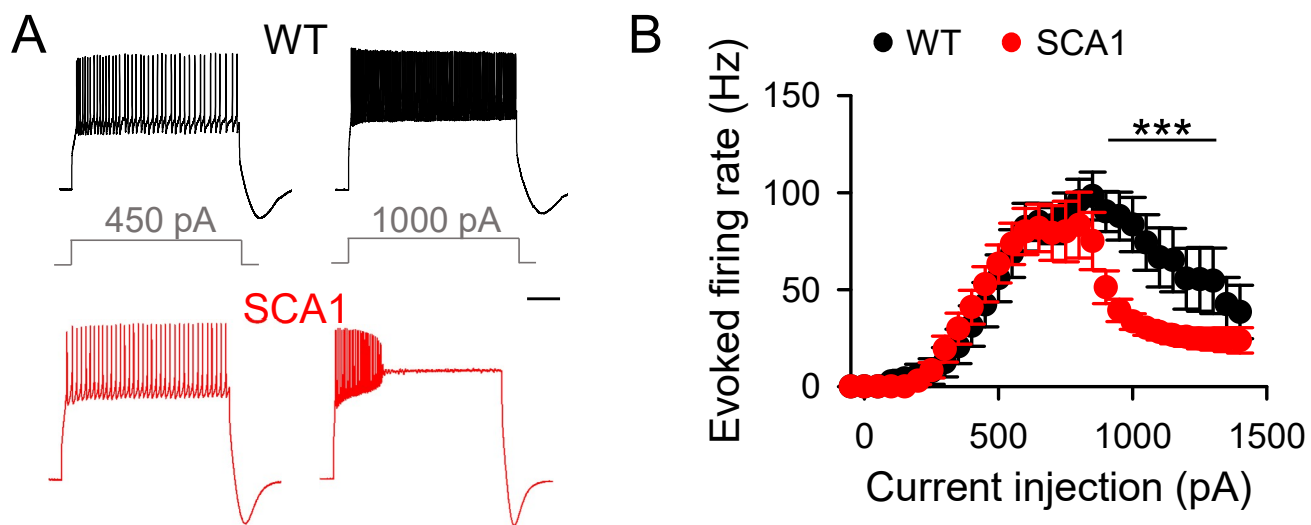 A
WT
450 pA
1000 pA
SCA1
B
WT
SCA1
***
Evoked firing rate (Hz)
150
100
50
0
0
500
1000
1500
Current injection (pA)